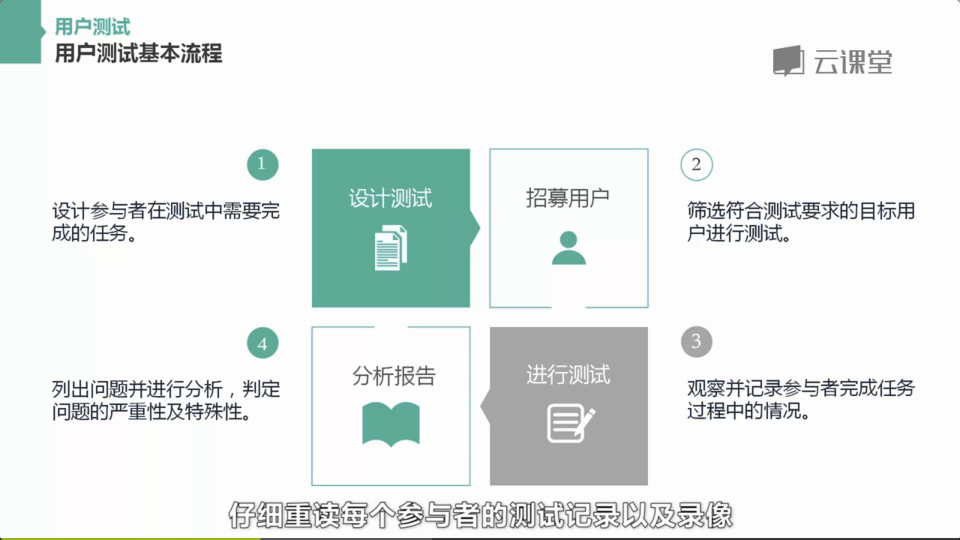 用户测试
用户测试基本流程
云课堂
1
设计测试
招募用户
2
设计参与者在测试中需要完
成的任务。
筛选符合测试要求的目标用
户进行测试。
4
分析报告
进行测试
3
列出问题并进行分析，判定
问题的严重性及特殊性。
观察并记录参与者完成任务
过程中的情况。
仔细重读每个参与者的测试记录以及录像